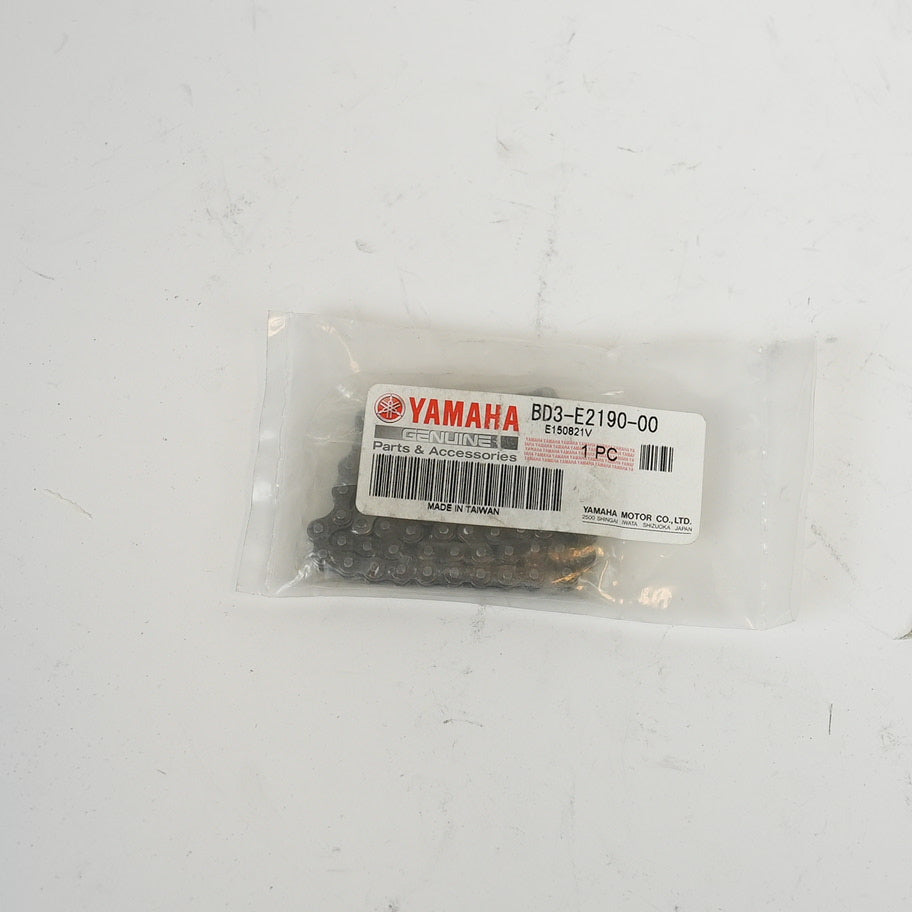 YAMAHA
GENUINE
Parts & Accessories
MADE IN TAIWAN
BD3-E2190-00
E150821V
1 PC
YAMAHA MOTOR CO.,LTD.
2500 SHINGAI IWATA SHIZUOKA JAPAN